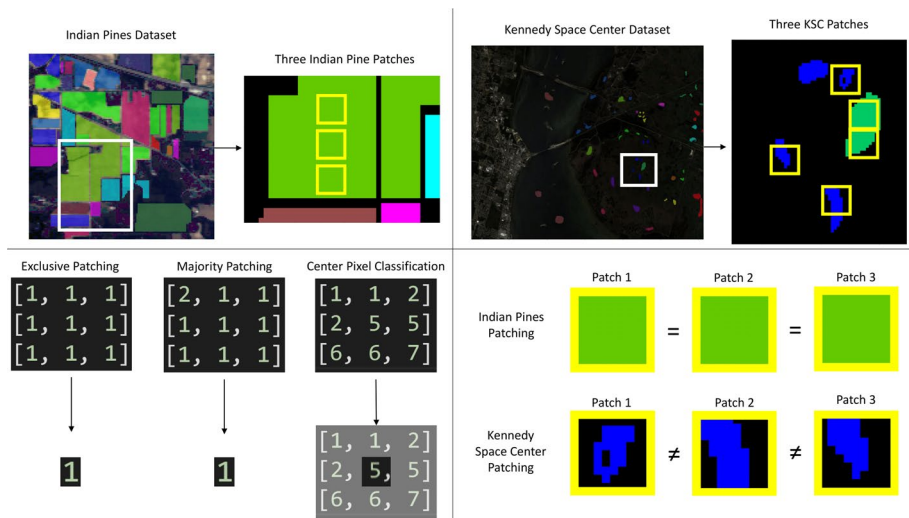 Indian Pines Dataset
Three Indian Pine Patches
Kennedy Space Center Dataset
Three KSC Patches
Exclusive Patching
[1, 1, 1]
[1, 1, 1]
[1, 1, 1]
1
Majority Patching
[2, 1, 1]
[1, 1, 1]
[1, 1, 1]
1
Center Pixel Classification
[1, 1, 2]
[2, 5, 5]
[6, 6, 7]
[1, 1, 2]
[2, 5, 5]
[6, 6, 7]
Patch 1
Patch 2
Patch 3
Indian Pines
Patching
=
=
Patch 1
Patch 2
Patch 3
Kennedy
Space Center
Patching
≠
≠